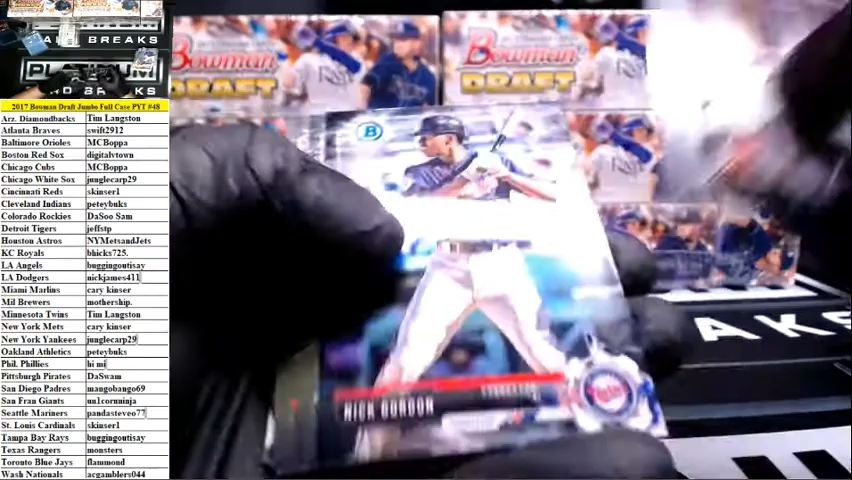 BREAKS
PLATINUM
ND BREAKS
2017 Bowman Draft Jumbo Full Case PYT #48
Arz. Diamondbacks Tim Langston
Atlanta Braves swift2912
Baltimore Orioles MCBoppa
Boston Red Sox digitalvtown
Chicago Cubs MCBoppa
Chicago White Sox junglecarp29
Cincinnati Reds skinser1
Cleveland Indians peteybuks
Colorado Rockies DaSoo Sam
Detroit Tigers jeffstp
Houston Astros NYMetsandJets
KC Royals bhicks725.
LA Angels buggingoutisay
LA Dodgers nickjames411
Miami Marlins cary kinser
Mil Brewers mothership.
Minnesota Twins Tim Langston
New York Mets cary kinser
New York Yankees junglecarp29
Oakland Athletics peteybuks
Phil. Phillies hi mi
Pittsburgh Pirates DaSwam
San Diego Padres mangobango69
San Fran Giants un1cornninja
Seattle Mariners pandasteveo77
St. Louis Cardinals skinser1
Tampa Bay Rays buggingoutisay
Texas Rangers monsters
Toronto Blue Jays flammond
Wash Nationals acgamblers044
Bowman
DRAFT
Bowman
DRAFT
B
NICK GORDON
Twins
AKS